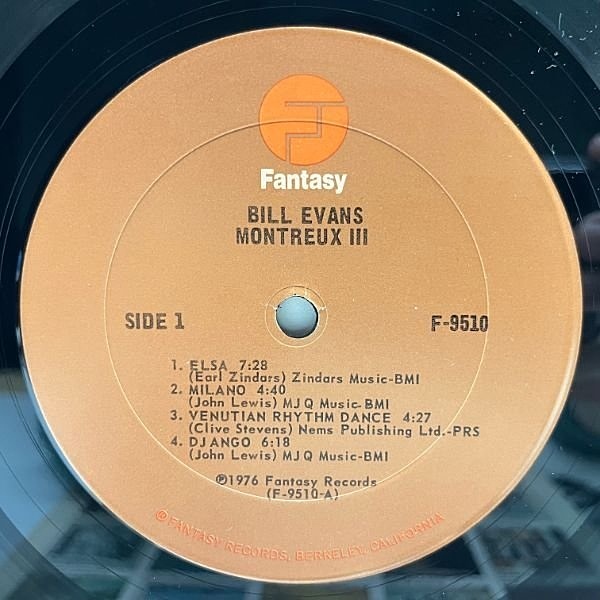 Fantasy
BILL EVANS
MONTREUX III
SIDE 1
F-9510
1. ELSA 7:28
(Earl Zindars) Zindars Music-BMI
2. MILANO 4:40
(John Lewis) MJQ Music-BMI
3. VENUTIAN RHYTHM DANCE 4:27
(Clive Stevens) Nems Publishing Ltd.-PRS
4. DJANGO 6:18
(John Lewis) MJQ Music-BMI
℗1976 Fantasy Records
(F-9510-A)
® FANTASY RECORDS, BERKELEY, CALIFORNIA